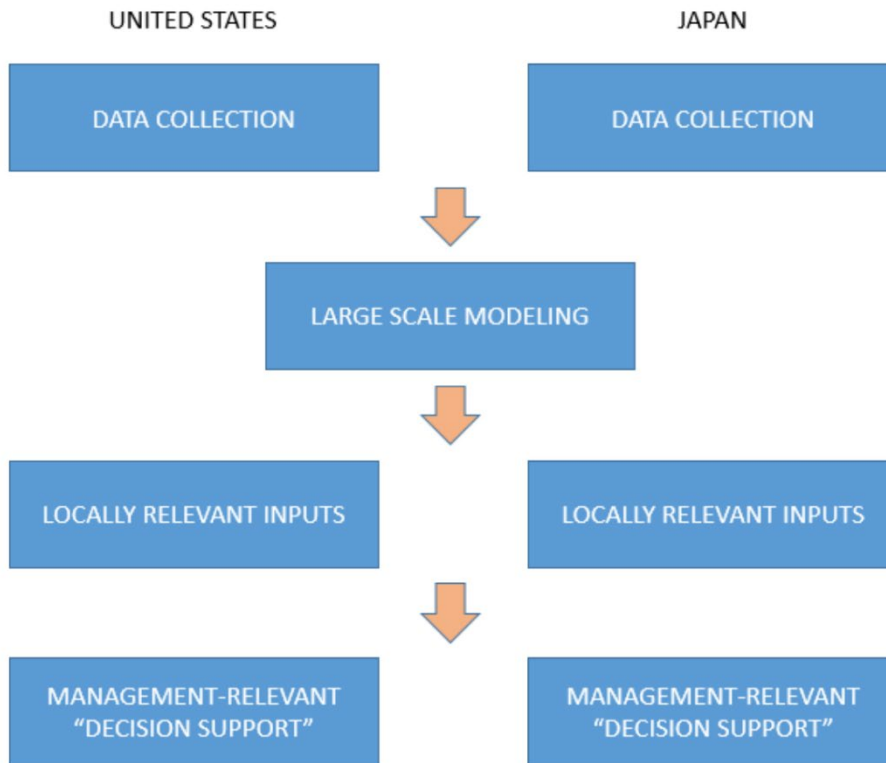 UNITED STATES
JAPAN
DATA COLLECTION
DATA COLLECTION
LARGE SCALE MODELING
LOCALLY RELEVANT INPUTS
LOCALLY RELEVANT INPUTS
MANAGEMENT-RELEVANT
“DECISION SUPPORT”
MANAGEMENT-RELEVANT
“DECISION SUPPORT”